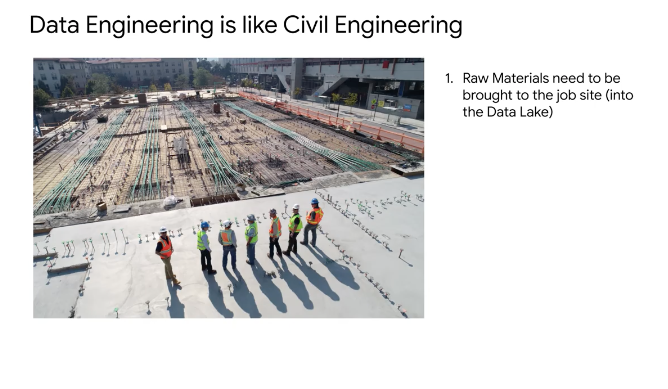 Data Engineering is like Civil Engineering
1. Raw Materials need to be
brought to the job site (into
the Data Lake)